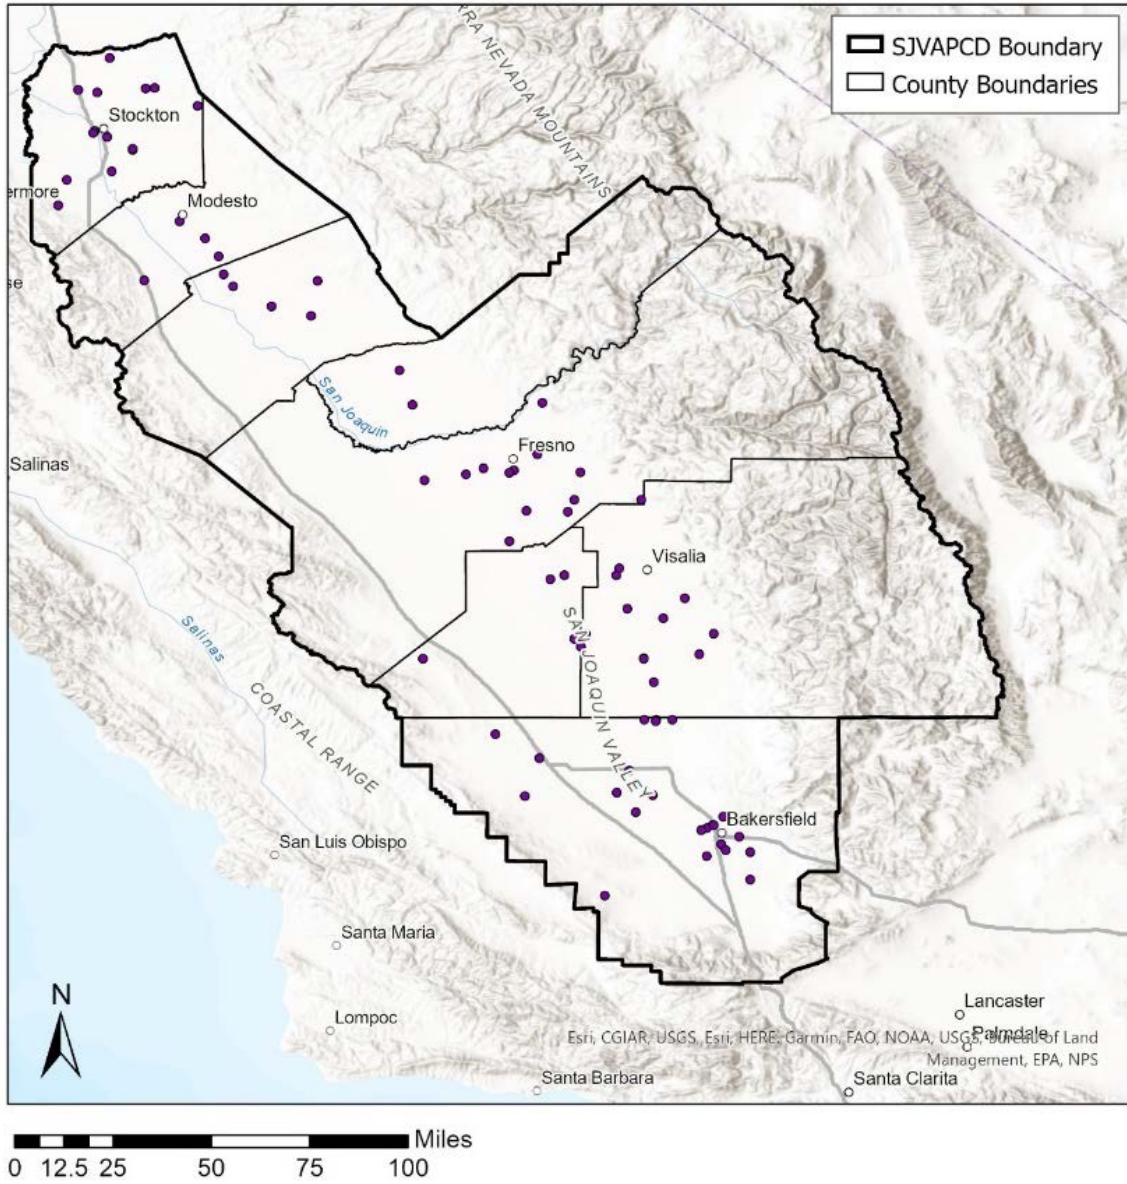 RRA NEVADA MOUNTAINS
SJVAPCD Boundary
County Boundaries
Stockton
ermore
Modesto
se
San Joaquin
Fresno
Salinas
Visalia
Salinas
SAN JOAQUIN VALLEY
COASTAL RANGE
Bakersfield
San Luis Obispo
Santa Maria
N
Lancaster
Lompoc
Palmdale
Esri, CGIAR, USGS, Esri, HERE, Garmin, FAO, NOAA, USGS, Bureau of Land
Management, EPA, NPS
Santa Barbara
Santa Clarita
Miles
0 12.5 25 50 75 100